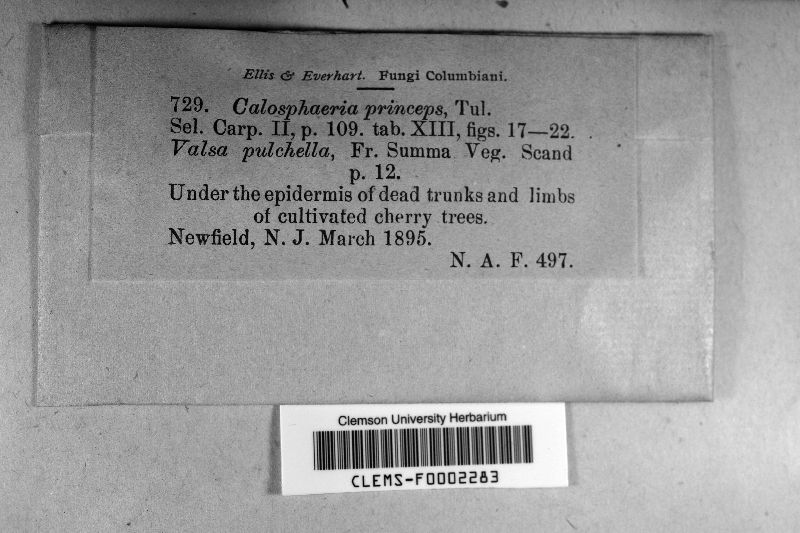 Ellis & Everhart. Fungi Columbiani.
729. Calosphaeria princeps, Tul.
Sel. Carp. II, p. 109. tab. XIII, figs. 17—22.
Valsa pulchella, Fr. Summa Veg. Scand
p. 12.
Under the epidermis of dead trunks and limbs
of cultivated cherry trees.
Newfield, N. J. March 1895.
N. A. F. 497.
Clemson University Herbarium
CLEMS-F0002283